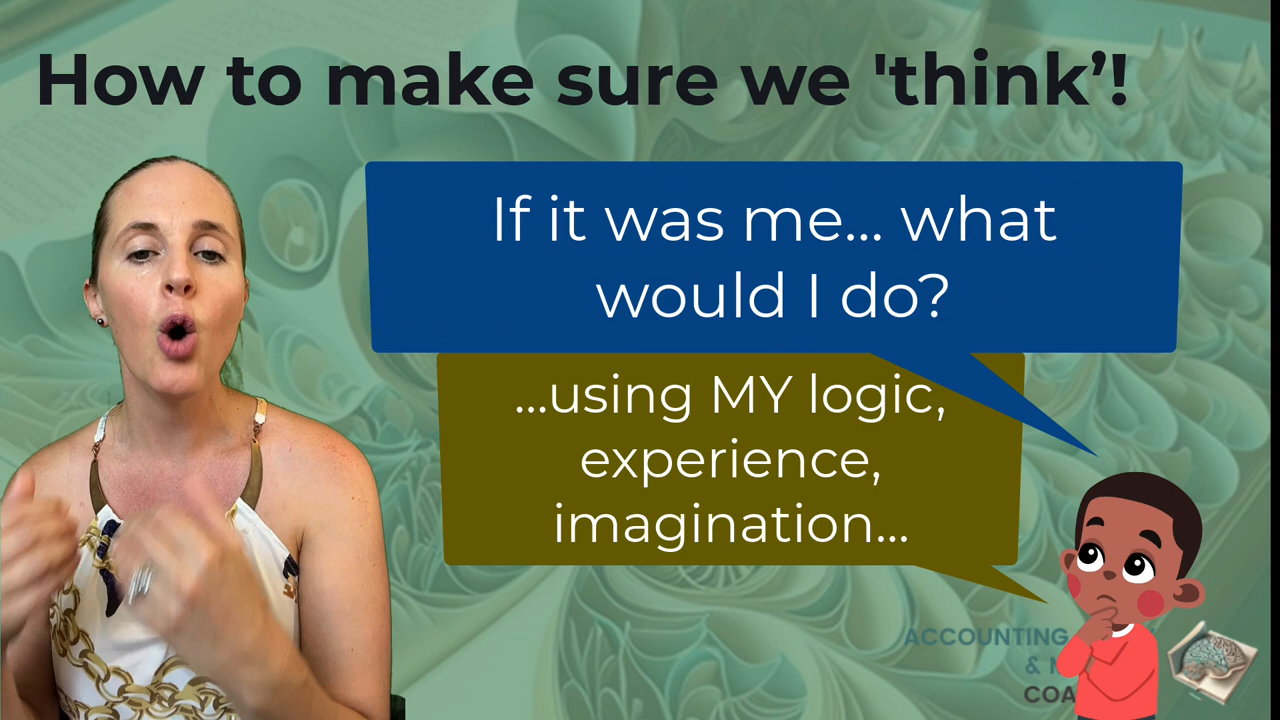 How to make sure we 'think’!
If it was me... what
would I do?
...using MY logic,
experience,
imagination...
ACCOUNTING
&
COA